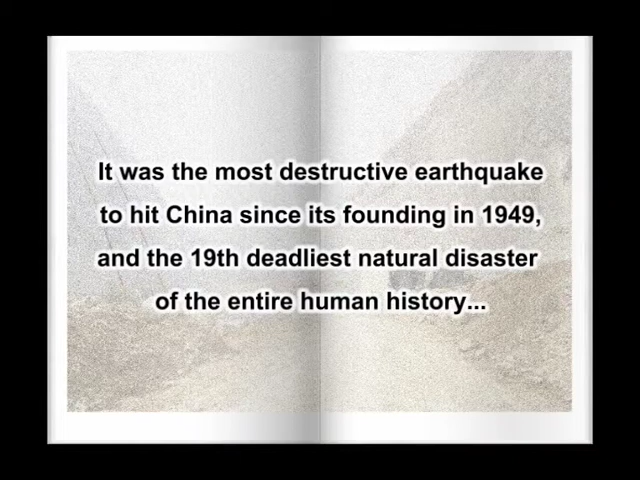 It was the most destructive earthquake
to hit China since its founding in 1949,
and the 19th deadliest natural disaster
of the entire human history...